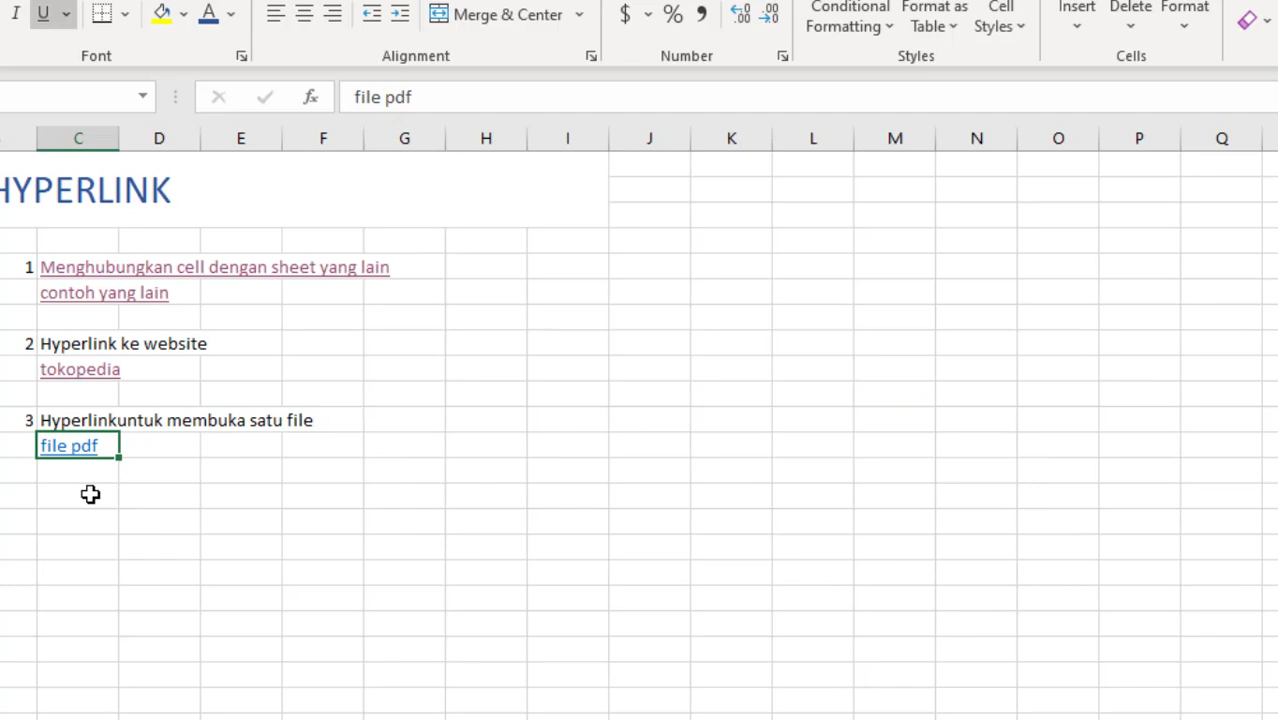 I U A Merge & Center $ % , Conditional Formatting Format as Table Cell Styles Insert Delete Format
Font Alignment Number Styles Cells
fx file pdf
C D E F G H I J K L M N O P Q
HYPERLINK
1 Menghubungkan cell dengan sheet yang lain
contoh yang lain
2 Hyperlink ke website
tokopedia
3 Hyperlinkuntuk membuka satu file
file pdf